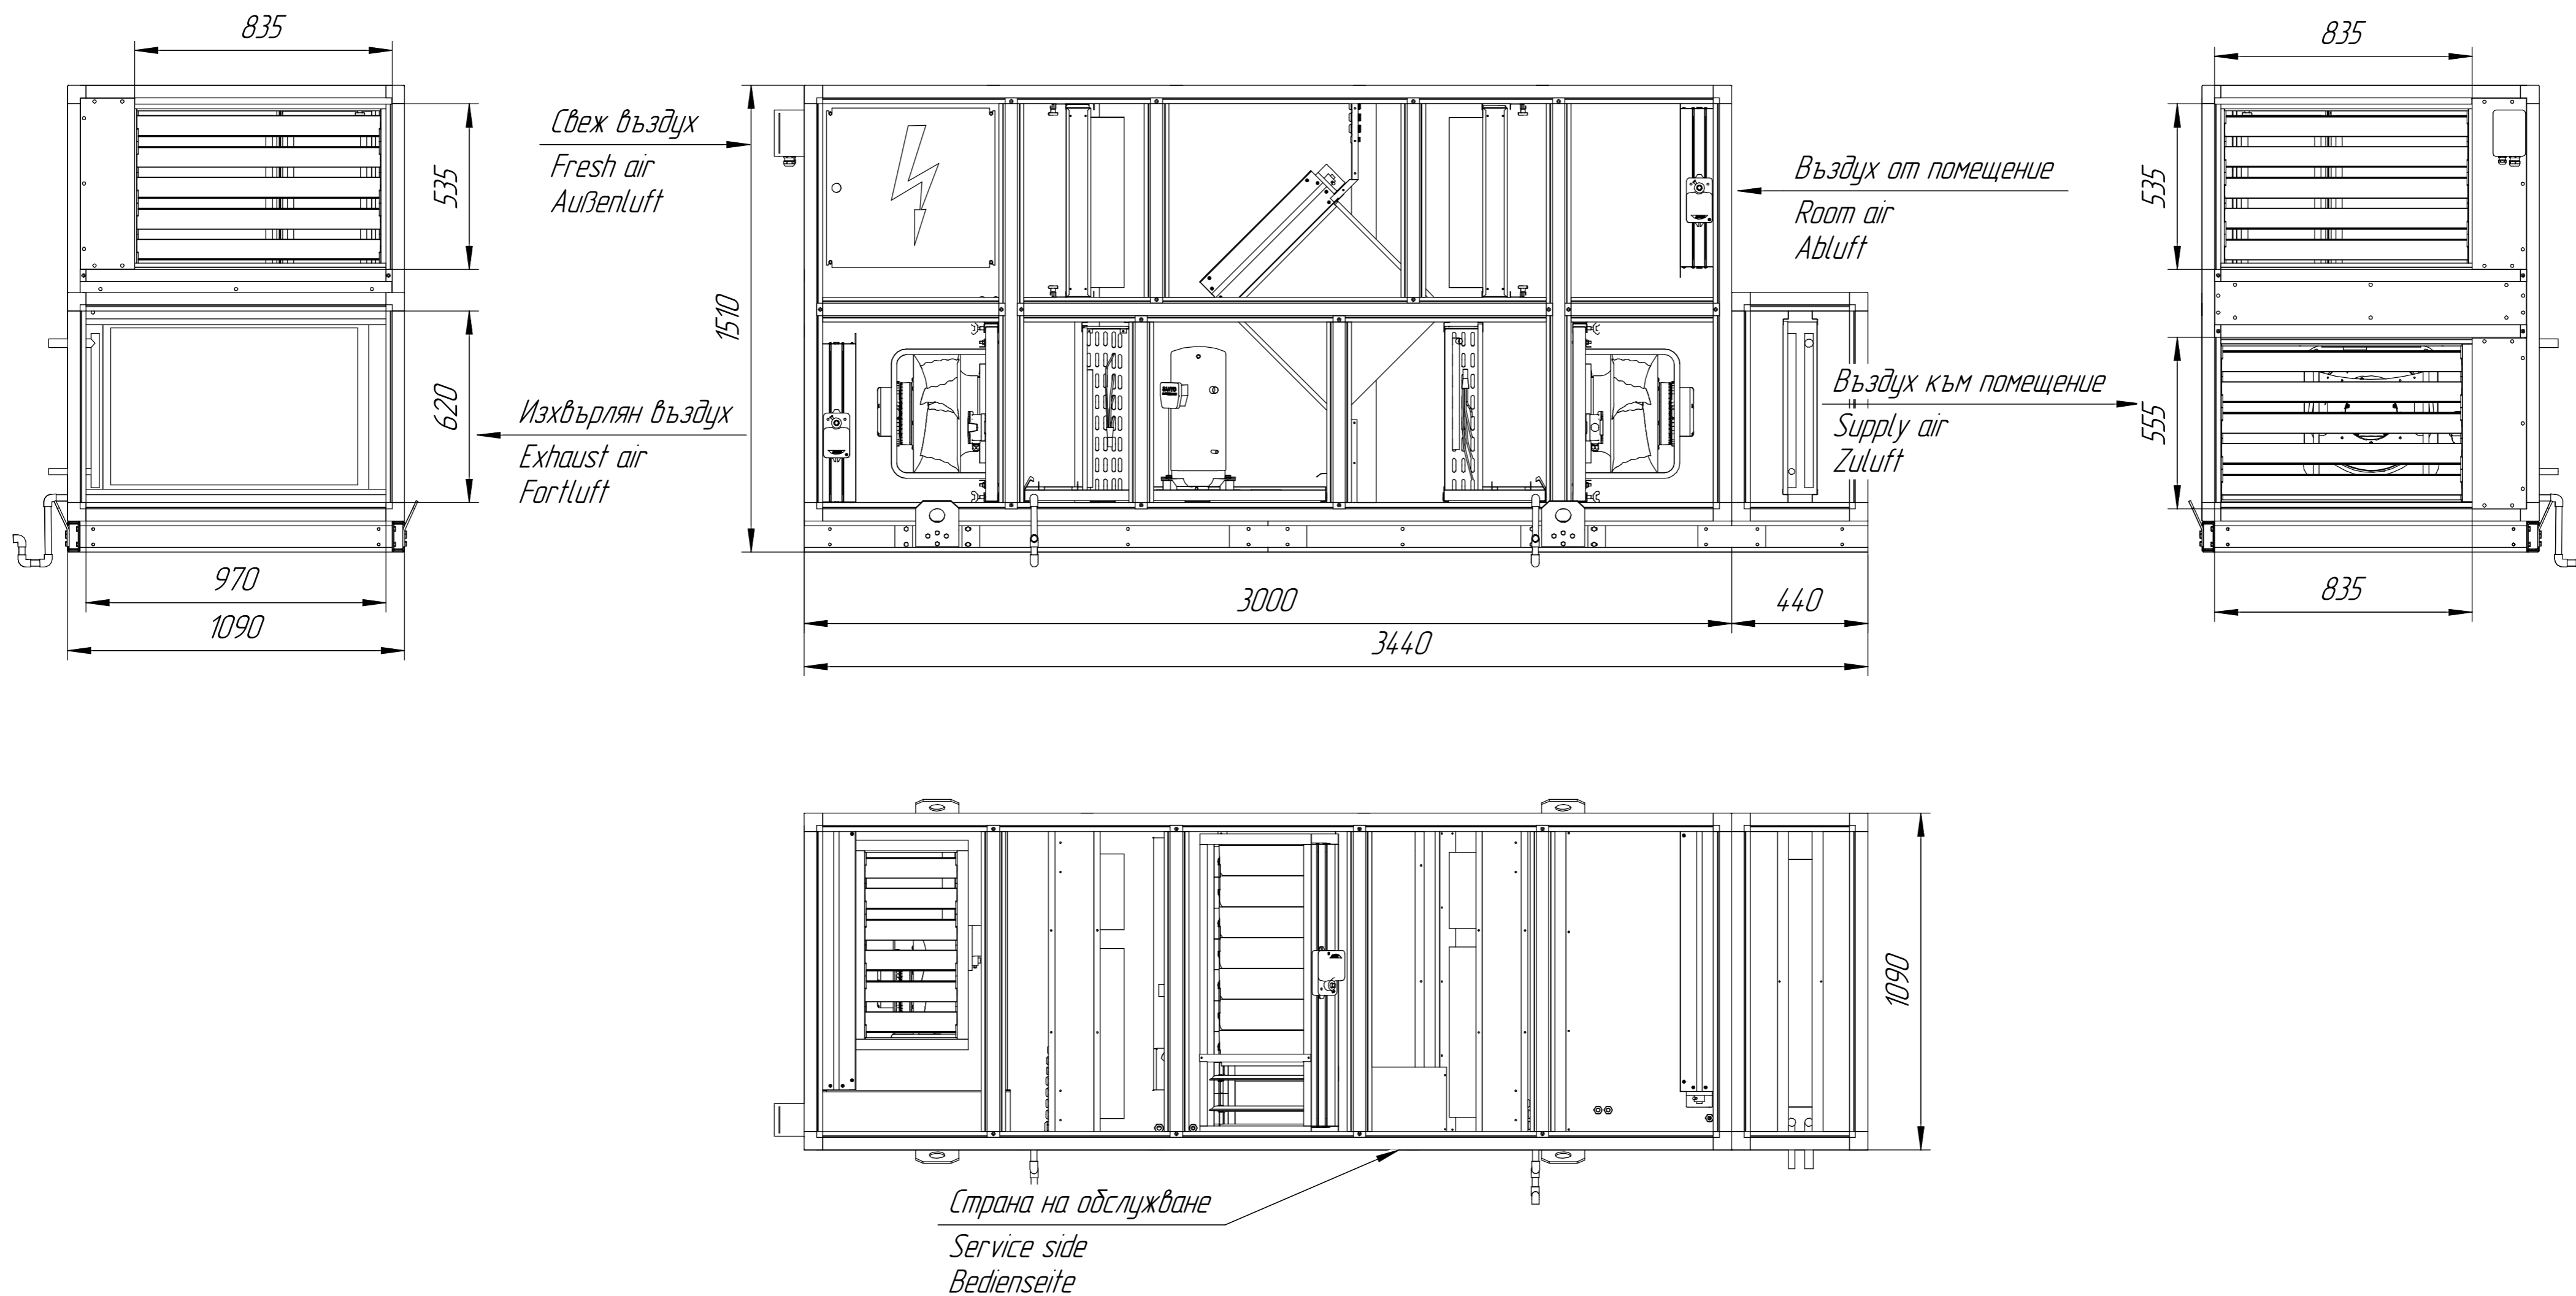 835
535
620
970
1090
Свеж въздух
Fresh air
Außenluft
Изхвърлян въздух
Exhaust air
Fortluft
1510
3000
440
3440
Въздух от помещение
Room air
Abluft
Въздух към помещение
Supply air
Zuluft
835
535
555
835
1090
Страна на обслужване
Service side
Bedienseite